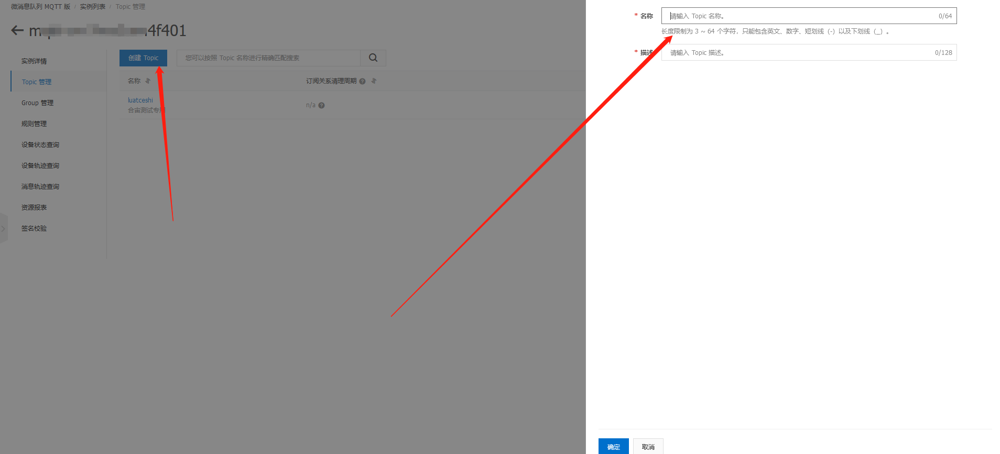 微消息队列 MQTT 版 / 实例列表 / Topic 管理
4f401
实例详情
Topic 管理
Group 管理
规则管理
设备状态查询
设备轨迹查询
消息轨迹查询
资源报表
签名校验
创建 Topic
您可以按照 Topic 名称进行精确匹配搜索
名称 订阅关系清理周期
luatceshi
合宙测试专用
n/a
* 名称 请输入 Topic 名称。 0/64
长度限制为 3 ~ 64 个字符，只能包含英文、数字、短划线（-）以及下划线（_）。
* 描述 请输入 Topic 描述。 0/128
确定 取消